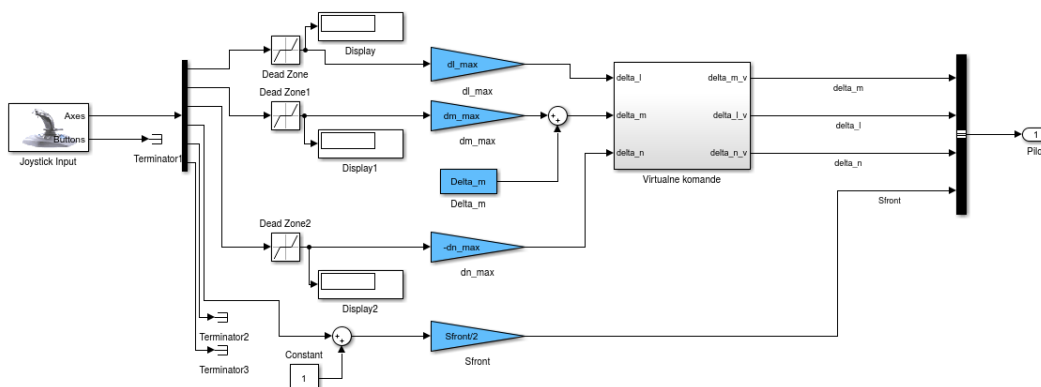 Display
Dead Zone
dl_max
dl_max
delta_l
delta_m_v
delta_m
Axes
Buttons
Joystick Input
Terminator1
Dead Zone1
Display1
dm_max
dm_max
delta_m
delta_l_v
delta_l
Delta_m
Delta_m
delta_n
delta_n_v
delta_n
Virtualne komande
1
Pilo
Sfront
Dead Zone2
Display2
-dn_max
dn_max
Terminator2
Terminator3
Constant
1
Sfront/2
Sfront